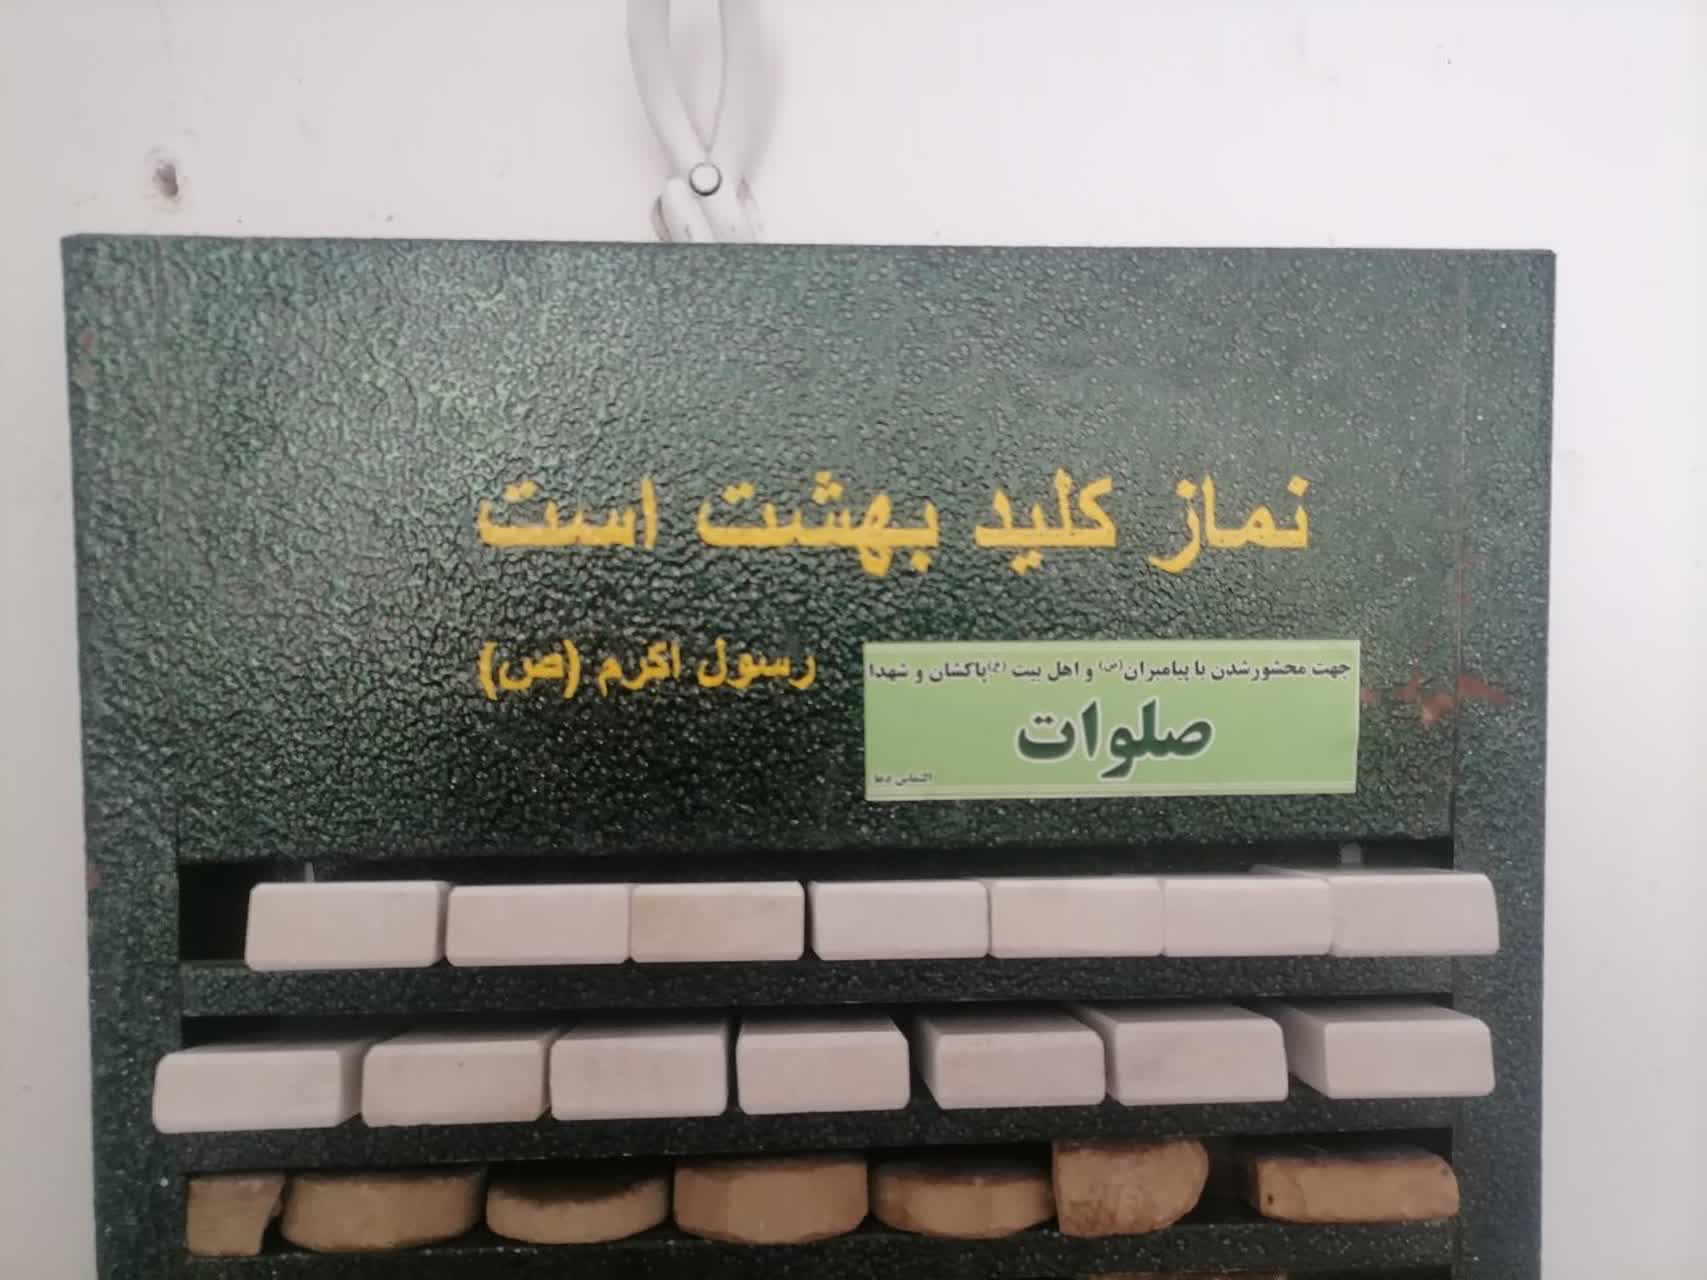 نماز کلید بهشت است
رسول اکرم (ص)
جهت محشورشدن با پیامبران (ص) و اهل بیت (ع) پاکشان و شهدا
صلوات
التماس دعا